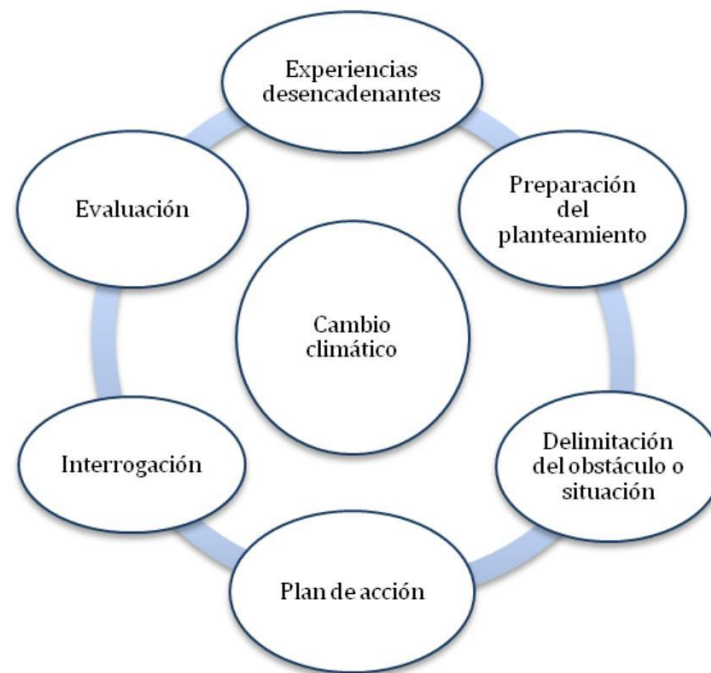 Experiencias
desencadenantes
Preparación
del
planteamiento
Delimitación
del obstáculo o
situación
Plan de acción
Interrogación
Evaluación
Cambio
climático